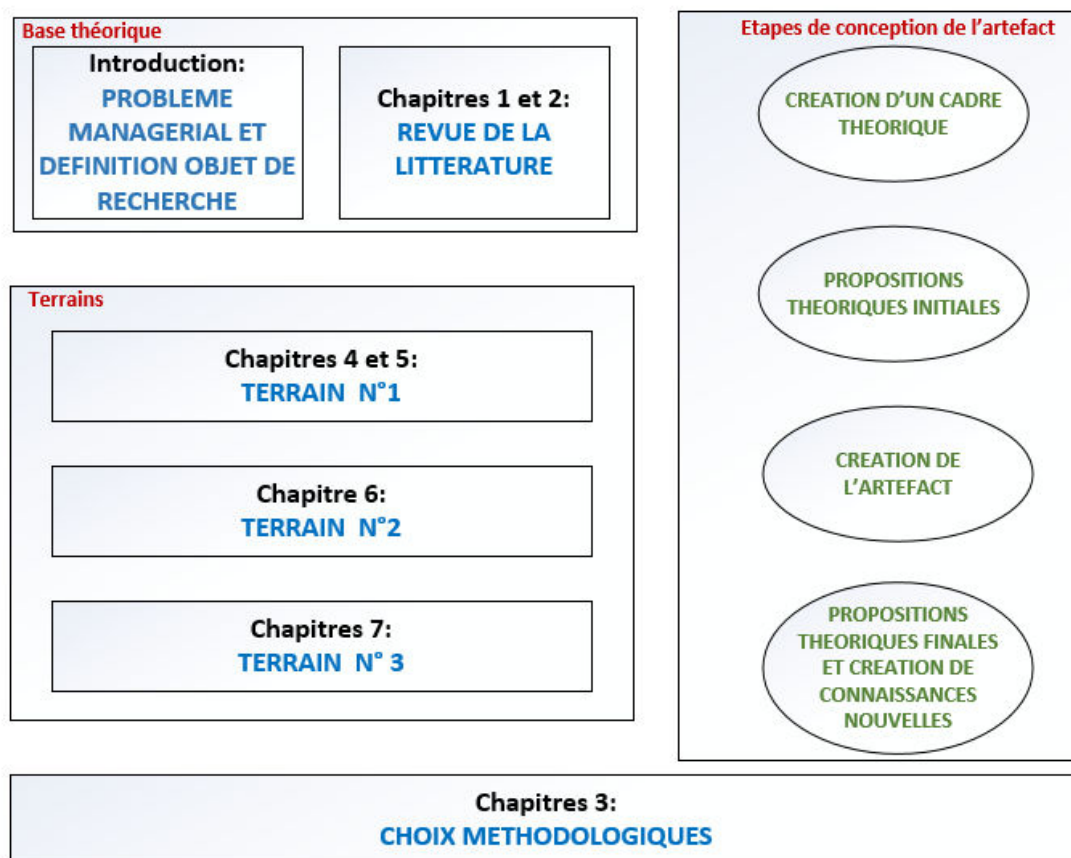 Base théorique
Introduction:
PROBLEME
MANAGERIAL ET
DEFINITION OBJET DE
RECHERCHE
Chapitres 1 et 2:
REVUE DE LA
LITTERATURE
Terrains
Chapitres 4 et 5:
TERRAIN N°1
Chapitre 6:
TERRAIN N°2
Chapitres 7:
TERRAIN N° 3
Etapes de conception de l’artefact
CREATION D’UN CADRE
THEORIQUE
PROPOSITIONS
THEORIQUES INITIALES
CREATION DE
L’ARTEFACT
PROPOSITIONS
THEORIQUES FINALES
ET CREATION DE
CONNAISSANCES
NOUVELLES
Chapitres 3:
CHOIX METHODOLOGIQUES